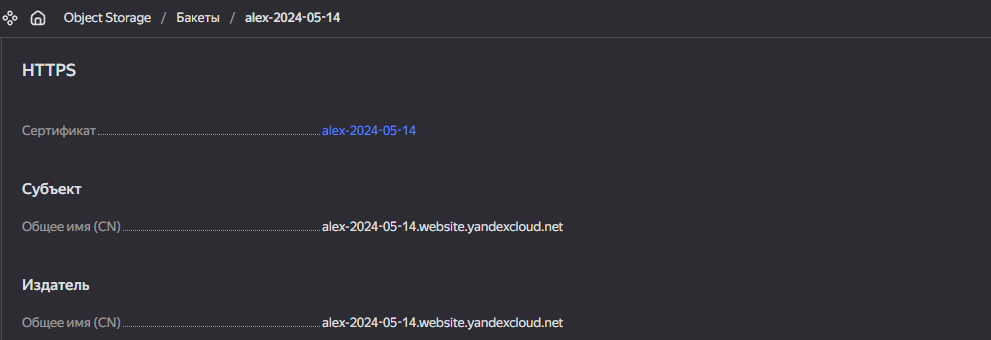 Object Storage / Бакеты / alex-2024-05-14
HTTPS
Сертификат alex-2024-05-14
Субъект
Общее имя (CN) alex-2024-05-14.website.yandexcloud.net
Издатель
Общее имя (CN) alex-2024-05-14.website.yandexcloud.net